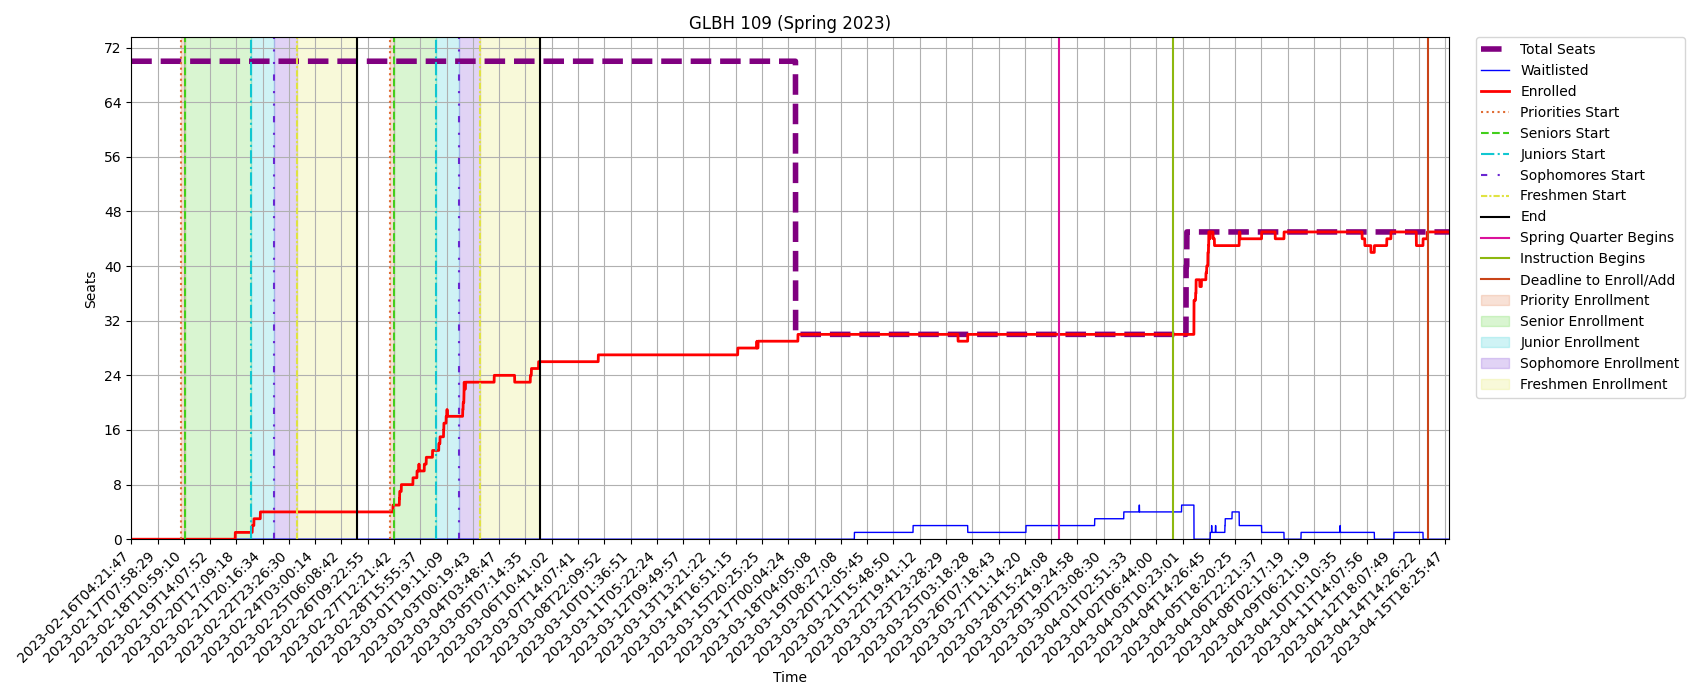 GLBH 109 (Spring 2023)
Seats
72
64
56
48
40
32
24
16
8
0
2023-02-16T04:21:47
2023-02-17T07:58:29
2023-02-18T10:59:10
2023-02-19T14:07:52
2023-02-20T17:09:18
2023-02-21T20:16:34
2023-02-22T23:26:30
2023-02-24T03:00:14
2023-02-25T06:08:42
2023-02-26T09:22:55
2023-02-27T12:21:42
2023-02-28T15:55:37
2023-03-01T19:11:09
2023-03-03T00:19:43
2023-03-04T03:48:47
2023-03-05T07:14:35
2023-03-06T10:41:02
2023-03-07T14:07:41
2023-03-08T22:09:52
2023-03-10T01:36:51
2023-03-11T05:22:24
2023-03-12T09:49:57
2023-03-13T13:21:22
2023-03-14T16:51:15
2023-03-15T20:25:25
2023-03-17T00:04:24
2023-03-18T04:05:08
2023-03-19T08:27:08
2023-03-20T12:05:45
2023-03-21T15:48:50
2023-03-22T19:41:12
2023-03-23T23:28:29
2023-03-25T03:18:28
2023-03-26T07:18:43
2023-03-27T11:14:20
2023-03-28T15:24:08
2023-03-29T19:24:58
2023-03-30T23:08:30
2023-04-01T02:51:33
2023-04-02T06:44:00
2023-04-03T10:23:01
2023-04-04T14:26:45
2023-04-05T18:20:25
2023-04-06T22:21:37
2023-04-08T02:17:19
2023-04-09T06:21:19
2023-04-10T10:10:35
2023-04-11T14:07:56
2023-04-12T18:07:49
2023-04-14T14:26:22
2023-04-15T18:25:47
Time
Total Seats
Waitlisted
Enrolled
Priorities Start
Seniors Start
Juniors Start
Sophomores Start
Freshmen Start
End
Spring Quarter Begins
Instruction Begins
Deadline to Enroll/Add
Priority Enrollment
Senior Enrollment
Junior Enrollment
Sophomore Enrollment
Freshmen Enrollment